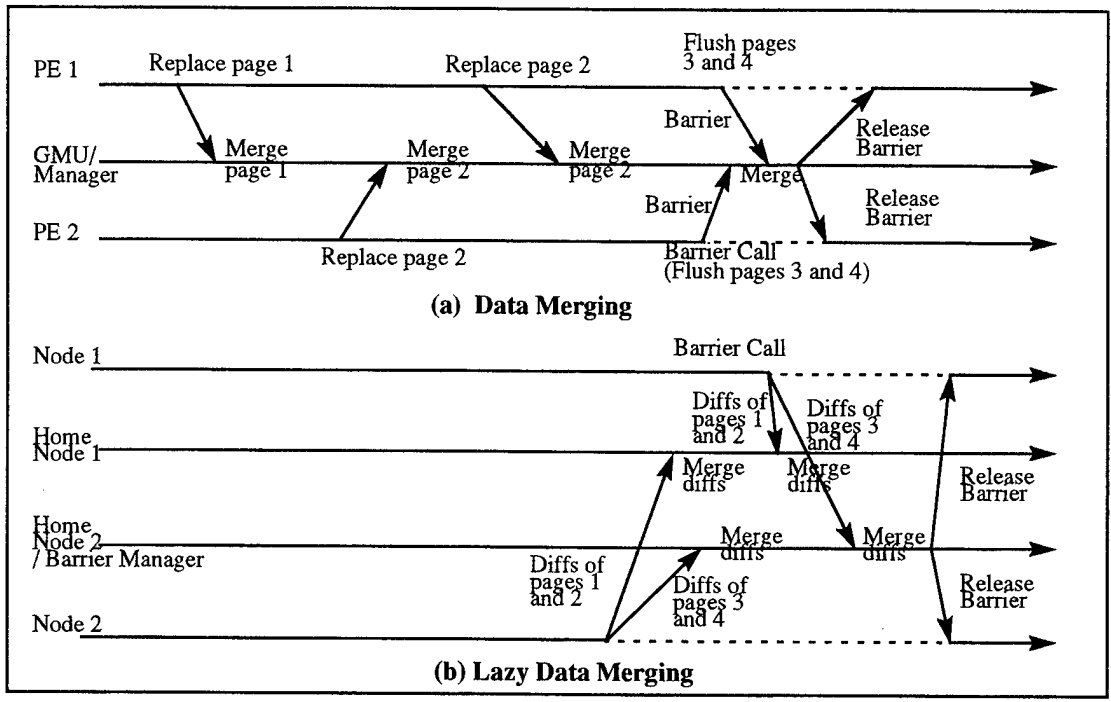 PE 1
Replace page 1
Replace page 2
Flush pages
3 and 4
Barrier
Release
Barrier
GMU/
Manager
Merge
page 1
Merge
page 2
Merge
page 2
Merge
Barrier
Release
Barrier
PE 2
Replace page 2
Barrier Call
(Flush pages 3 and 4)
(a) Data Merging
Node 1
Barrier Call
Diffs of
pages 1
and 2
Diffs of
pages 3
and 4
Home
Node 1
Merge
diffs
Merge
diffs
Release
Barrier
Home
Node 2
/ Barrier Manager
Merge
diffs
Merge
diffs
Diffs of
pages 1
and 2
Diffs of
pages 3
and 4
Release
Barrier
Node 2
(b) Lazy Data Merging